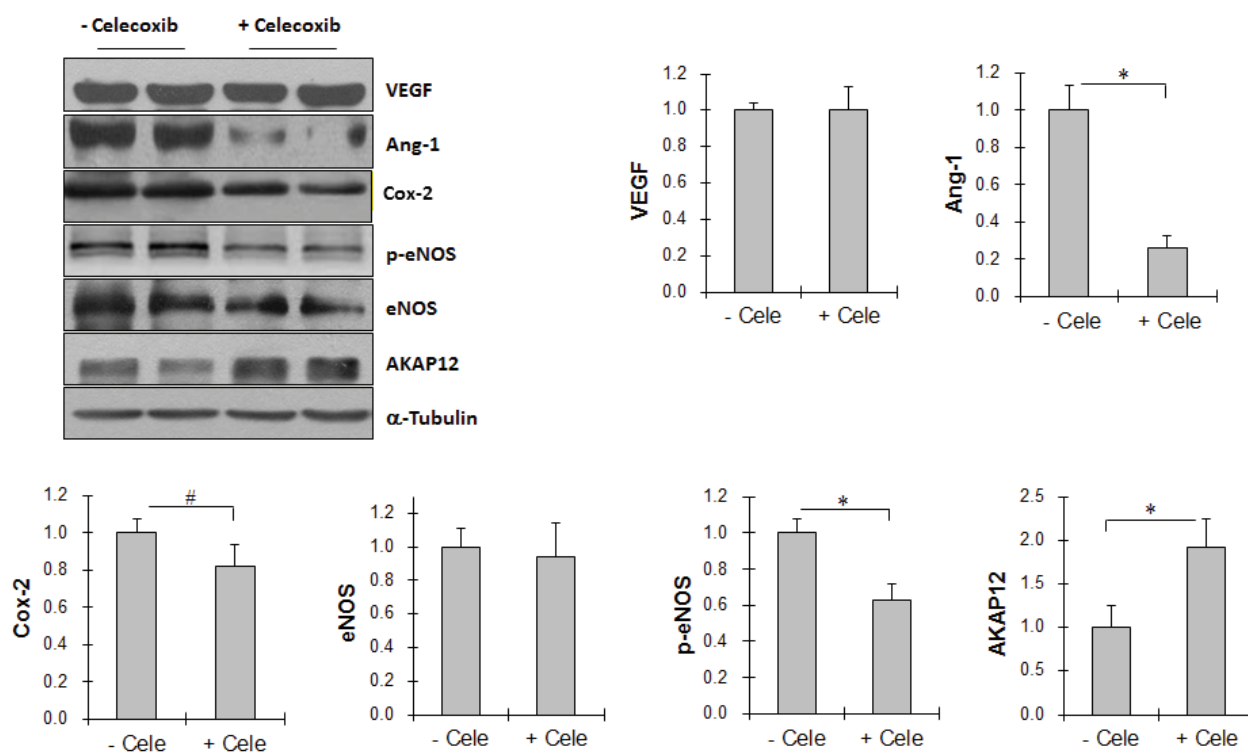 - Celecoxib + Celecoxib
VEGF
Ang-1
Cox-2
p-eNOS
eNOS
AKAP12
α-Tubulin
VEGF
1.2
1.0
0.8
0.6
0.4
0.2
0.0
- Cele + Cele
Ang-1
1.2
1.0
0.8
0.6
0.4
0.2
0.0
*
- Cele + Cele
Cox-2
1.2
1.0
0.8
0.6
0.4
0.2
0.0
#
- Cele + Cele
eNOS
1.2
1.0
0.8
0.6
0.4
0.2
0.0
- Cele + Cele
p-eNOS
1.2
1.0
0.8
0.6
0.4
0.2
0.0
*
- Cele + Cele
AKAP12
2.5
2.0
1.5
1.0
0.5
0.0
*
- Cele + Cele